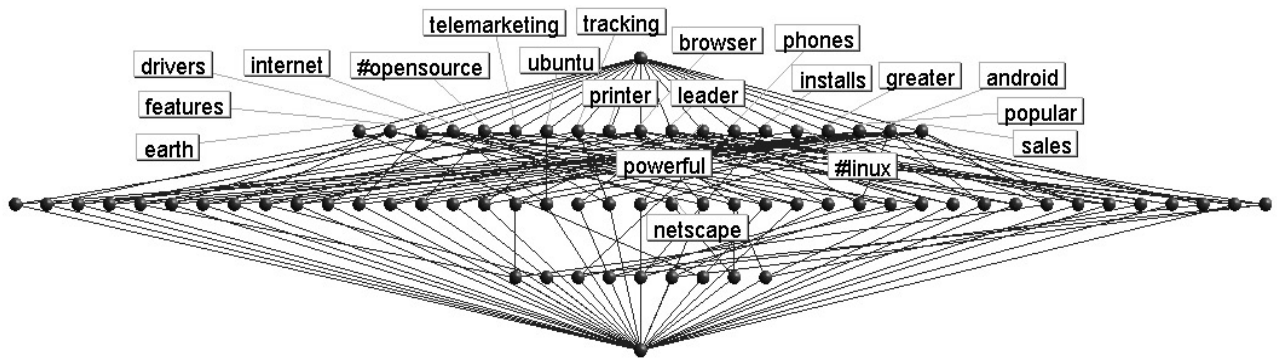 telemarketing
tracking
browser
phones
drivers
internet
#opensource
ubuntu
installs
greater
android
features
printer
leader
popular
earth
sales
powerful
#linux
netscape